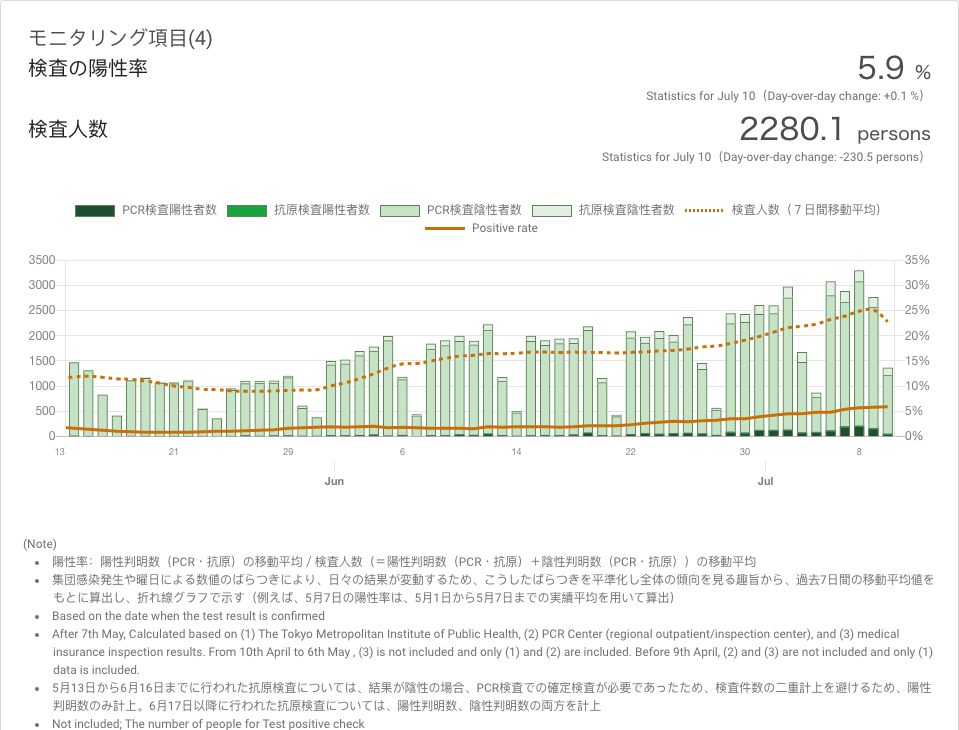 モニタリング項目(4)
検査の陽性率
5.9 %
Statistics for July 10（Day-over-day change: +0.1 %）
検査人数
2280.1 persons
Statistics for July 10（Day-over-day change: -230.5 persons）
PCR検査陽性者数 抗原検査陽性者数 PCR検査陰性者数 抗原検査陰性者数 検査人数（７日間移動平均）
Positive rate
3500 35%
3000 30%
2500 25%
2000 20%
1500 15%
1000 10%
500 5%
0 0%
13 21 29 6 14 22 30 8
Jun Jul
(Note)
陽性率：陽性判明数（PCR・抗原）の移動平均 / 検査人数（＝陽性判明数（PCR・抗原）＋陰性判明数（PCR・抗原））の移動平均
集団感染発生や曜日による数値のばらつきにより、日々の結果が変動するため、こうしたばらつきを平準化し全体の傾向を見る趣旨から、過去7日間の移動平均値を
もとに算出し、折れ線グラフで示す（例えば、5月7日の陽性率は、5月1日から5月7日までの実績平均を用いて算出）
Based on the date when the test result is confirmed
After 7th May, Calculated based on (1) The Tokyo Metropolitan Institute of Public Health, (2) PCR Center (regional outpatient/inspection center), and (3) medical
insurance inspection results. From 10th April to 6th May , (3) is not included and only (1) and (2) are included. Before 9th April, (2) and (3) are not included and only (1)
data is included.
5月13日から6月16日までに行われた抗原検査については、結果が陰性の場合、PCR検査での確定検査が必要であったため、検査件数の二重計上を避けるため、陽性
判明数のみ計上。6月17日以降に行われた抗原検査については、陽性判明数、陰性判明数の両方を計上
Not included; The number of people for Test positive check